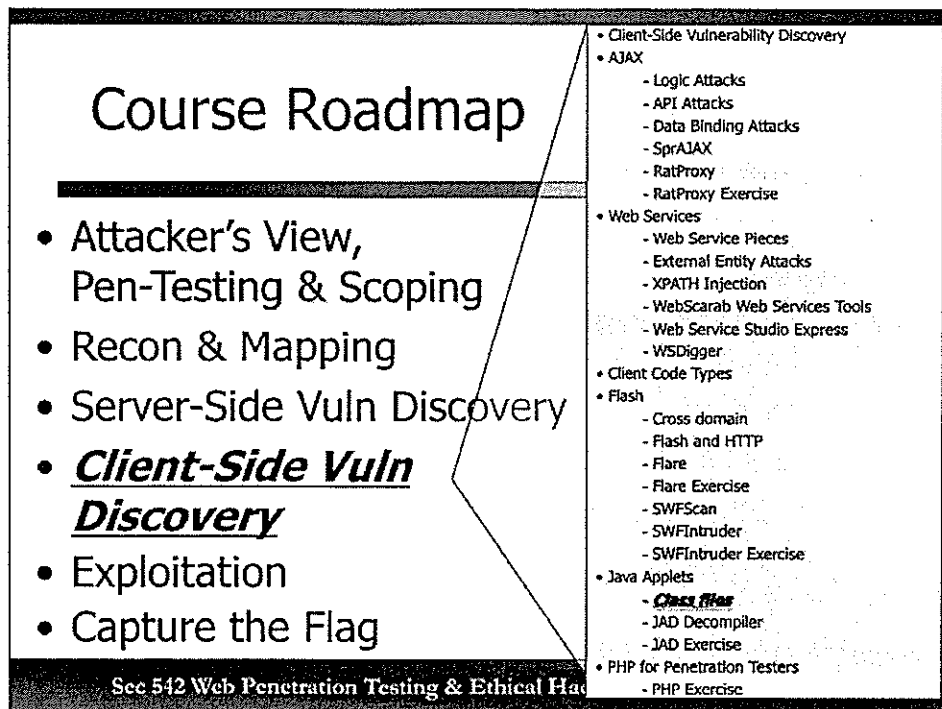 Course Roadmap
• Attacker's View,
Pen-Testing & Scoping
• Recon & Mapping
• Server-Side Vuln Discovery
• Client-Side Vuln
Discovery
• Exploitation
• Capture the Flag
Sec 542 Web Penetration Testing & Ethical Hac
• Client-Side Vulnerability Discovery
• AJAX
- Logic Attacks
- API Attacks
- Data Binding Attacks
- SprAJAX
- RatProxy
- RatProxy Exercise
• Web Services
- Web Service Pieces
- External Entity Attacks
- XPATH Injection
- WebScarab Web Services Tools
- Web Service Studio Express
- WSDigger
• Client Code Types
• Flash
- Cross domain
- Flash and HTTP
- Flare
- Flare Exercise
- SWFScan
- SWFIntruder
- SWFIntruder Exercise
• Java Applets
- Class files
- JAD Decompiler
- JAD Exercise
• PHP for Penetration Testers
- PHP Exercise